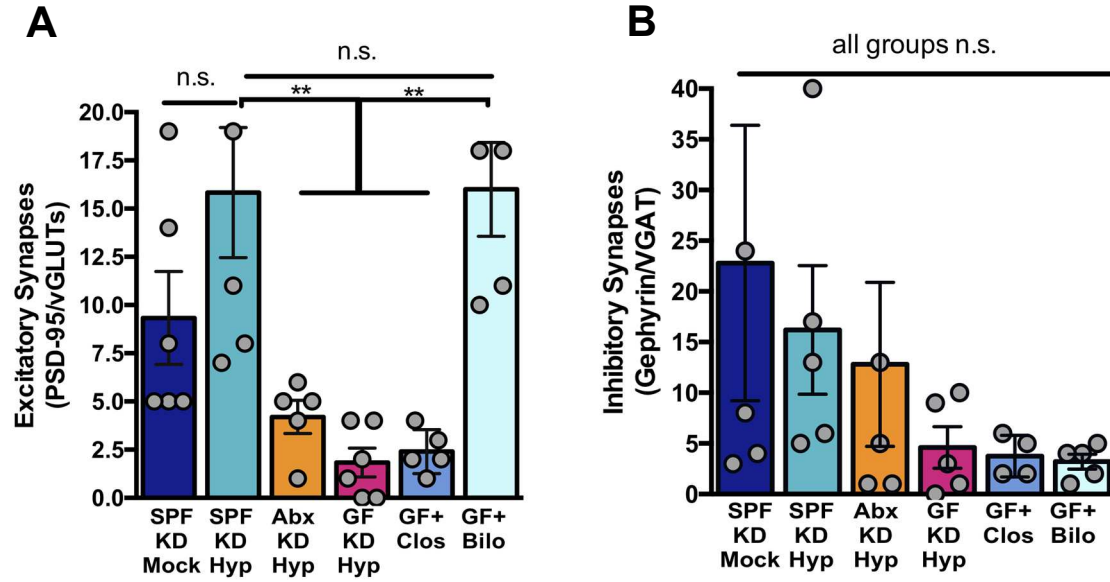 A
n.s.
n.s.
**
**
Excitatory Synapses
(PSD-95/vGLUTs)
20.0
17.5
15.0
12.5
10.0
7.5
5.0
2.5
0.0
SPF
KD
Mock
SPF
KD
Hyp
Abx
KD
Hyp
GF
KD
Hyp
GF+
Clos
GF+
Bilo
B
all groups n.s.
Inhibitory Synapses
(Gephyrin/VGAT)
40
35
30
25
20
15
10
5
0
SPF
KD
Mock
SPF
KD
Hyp
Abx
KD
Hyp
GF
KD
Hyp
GF+
Clos
GF+
Bilo